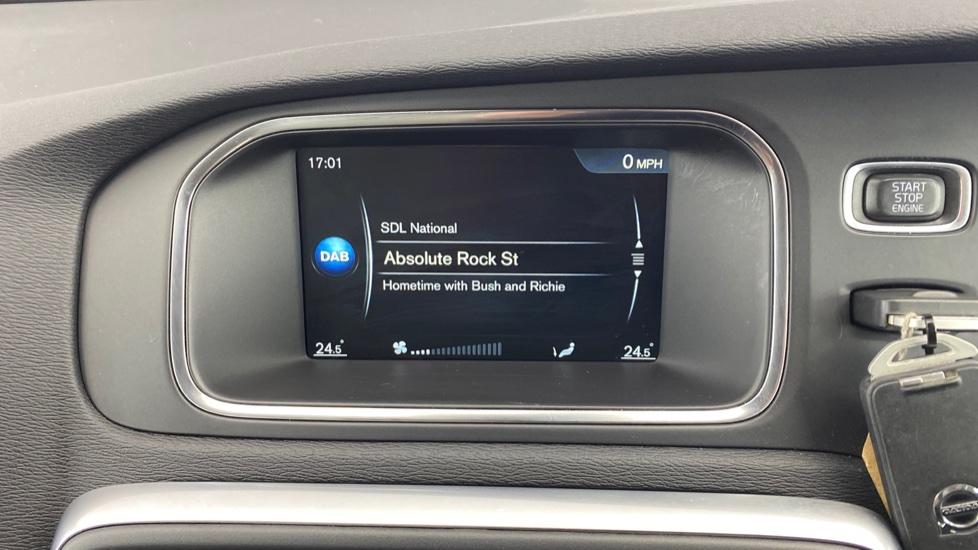 17:01
0 MPH
SDL National
DAB
Absolute Rock St
Hometime with Bush and Richie
24.5°
24.5°
START
STOP
ENGINE